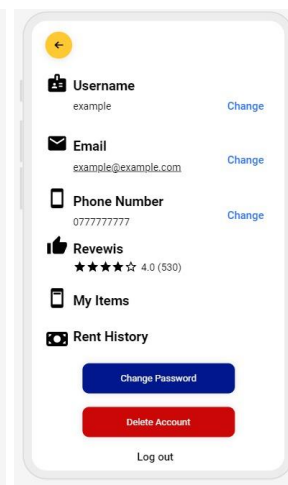 Username
example
Change
Email
example@example.com
Change
Phone Number
0777777777
Change
Revewis
4.0 (530)
My Items
Rent History
Change Password
Delete Account
Log out